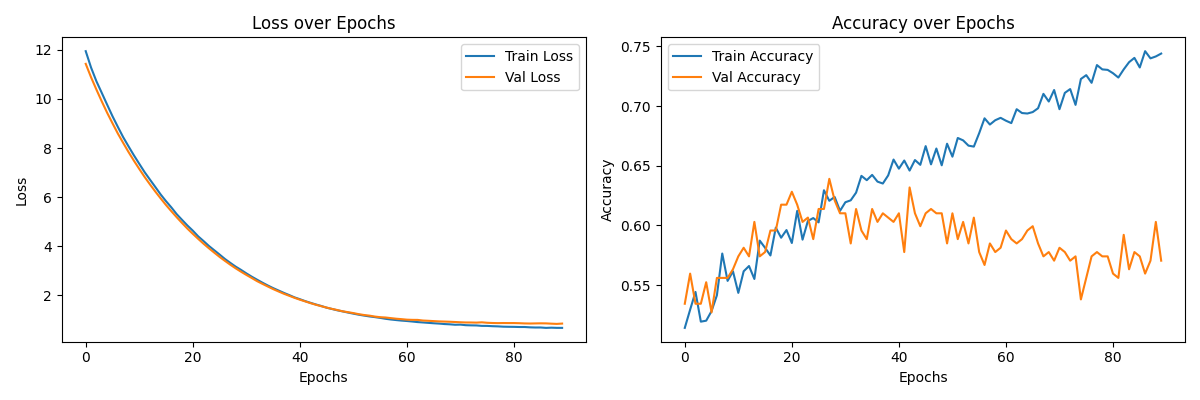 Loss over Epochs
Train Loss
Val Loss
12
10
8
6
4
2
Loss
0
20
40
60
80
Epochs
Accuracy over Epochs
Train Accuracy
Val Accuracy
0.75
0.70
0.65
0.60
0.55
Accuracy
0
20
40
60
80
Epochs